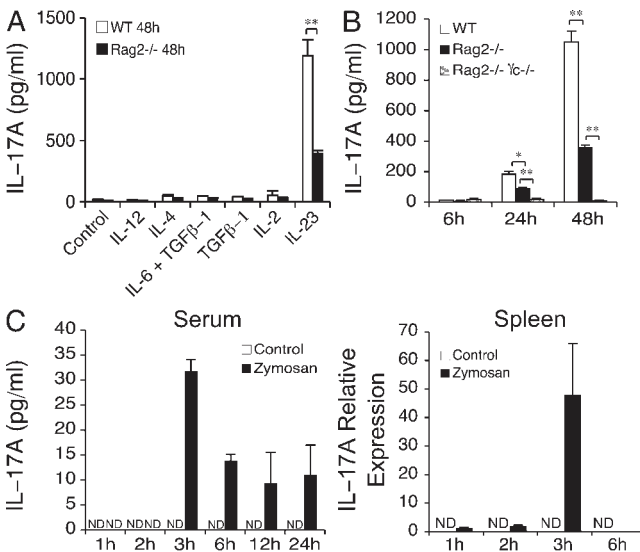 A
IL−17A (pg/ml)
1500
1000
500
0
WT 48h
Rag2-/- 48h
**
Control
IL-12
IL-4
IL-6 + TGFβ−1
TGFβ−1
IL-2
IL-23
B
IL−17A (pg/ml)
1200
1000
800
600
400
200
0
WT
Rag2-/-
Rag2-/- γc-/-
*
**
**
**
6h
24h
48h
C
Serum
IL−17A (pg/ml)
40
35
30
25
20
15
10
5
0
Control
Zymosan
NDND
ND ND
ND
ND
ND
ND
1h
2h
3h
6h
12h
24h
Spleen
IL−17A Relative
Expression
70
60
50
40
30
20
10
0
Control
Zymosan
ND
ND
ND
ND
1h
2h
3h
6h